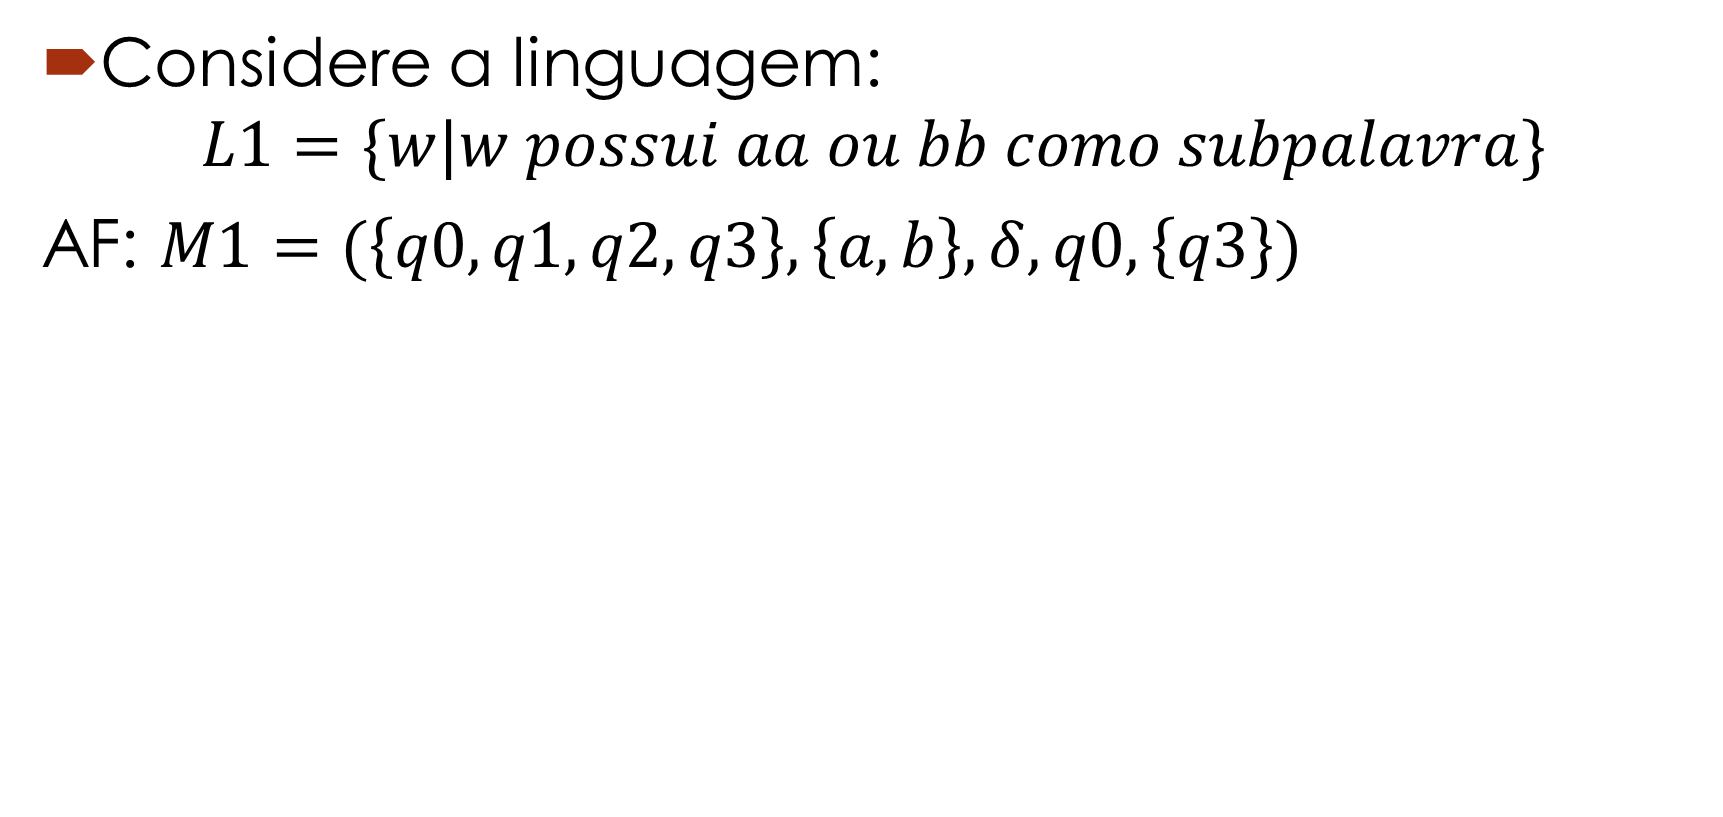 Considere a linguagem:
L1 = {w|w possui aa ou bb como subpalavra}
AF: M1 = ({q0, q1, q2, q3}, {a, b}, δ, q0, {q3})